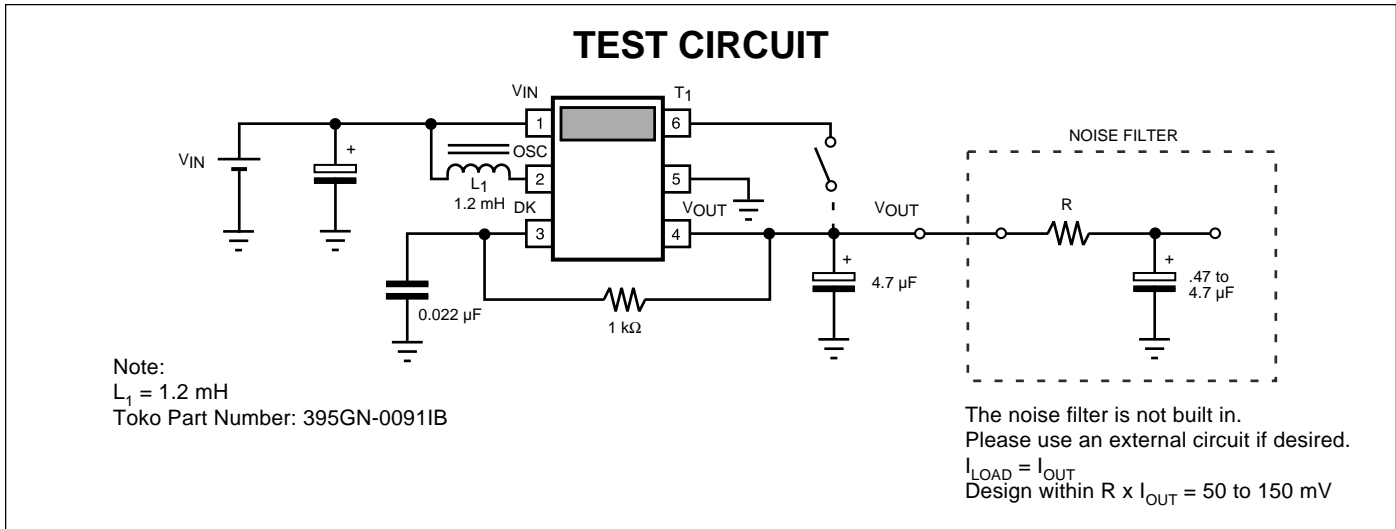 TEST CIRCUIT
VIN
T1
1
6
NOISE FILTER
VIN
+
OSC
2
5
L1
1.2 mH
DK
VOUT
VOUT
R
3
4
+
4.7 µF
+
.47 to
4.7 µF
0.022 µF
1 kΩ
Note:
L1 = 1.2 mH
Toko Part Number: 395GN-0091IB
The noise filter is not built in.
Please use an external circuit if desired.
ILOAD = IOUT
Design within R x IOUT = 50 to 150 mV